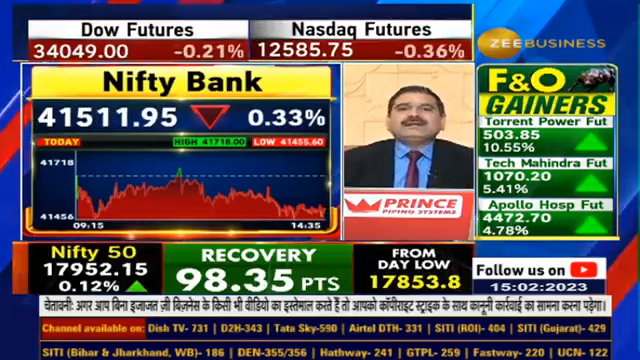 Dow Futures
34049.00 -0.21%
Nasdaq Futures
12585.75 -0.36%
ZEE BUSINESS
Nifty Bank
41511.95 0.33%
TODAY HIGH 41718.00 LOW 41455.60
41718
41456
09:15 14:35
PRINCE
PIPING SYSTEMS
F&O
GAINERS
Torrent Power Fut
503.85
10.55%
Tech Mahindra Fut
1070.20
5.41%
Apollo Hosp Fut
4472.70
4.78%
Nifty 50
17952.15
0.12%
RECOVERY
98.35 PTS
FROM
DAY LOW
17853.8
Follow us on
15-02-2023
चेतावनी: अगर आप बिना इजाजत ज़ी बिज़नेस के किसी भी वीडियो का इस्तेमाल करते हैं तो आपको कॉपीराइट स्ट्राइक के साथ कानूनी कार्रवाई का सामना करना पड़ेगा.
Channel available on: Dish TV- 731 | D2H-343 | Tata Sky-590 | Airtel DTH- 331 | SITI (ROI) - 404 | SITI (Gujarat) - 429
SITI (Bihar & Jharkhand, WB)- 186 | DEN-355/356 | Hathway- 241 | GTPL- 259 | Fastway- 220 | UCN- 122